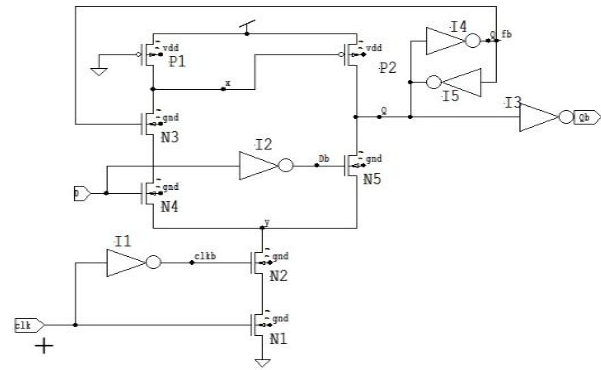 I4
Q_fb
vdd
vdd
P1
P2
I5
x
I3
gnd
Q
Qb
N3
I2
Db
gnd
gnd
D
N5
N4
y
I1
clkb
gnd
N2
clk
gnd
N1